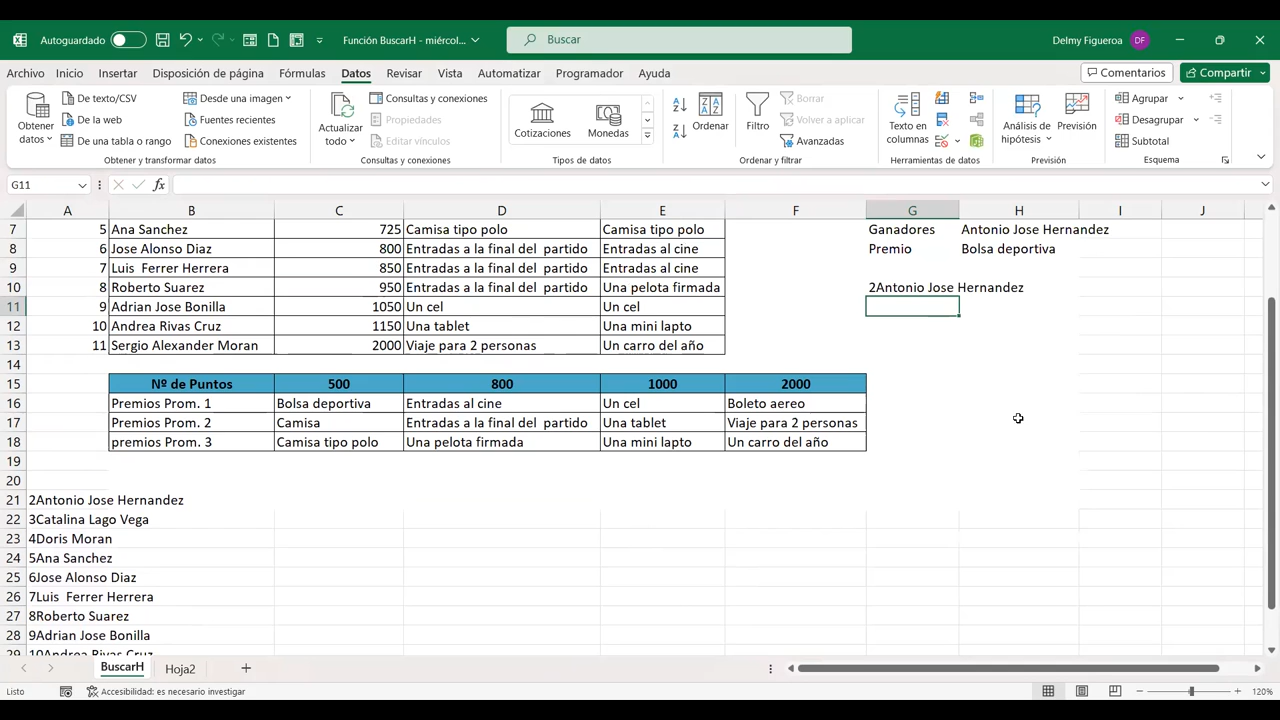 Autoguardado Función BuscarH - miércol... Buscar Delmy Figueroa DF
Archivo Inicio Insertar Disposición de página Fórmulas Datos Revisar Vista Automatizar Programador Ayuda Comentarios Compartir
Obtener datos De texto/CSV De la web De una tabla o rango Desde una imagen Fuentes recientes Conexiones existentes
Actualizar todo Consultas y conexiones Propiedades Editar vínculos
Cotizaciones Monedas
Ordenar Filtro Borrar Volver a aplicar Avanzadas
Texto en columnas
Análisis de hipótesis Previsión
Agrupar Desagrupar Subtotal
Obtener y transformar datos Consultas y conexiones Tipos de datos Ordenar y filtrar Herramientas de datos Previsión Esquema
G11 fx
A B C D E F G H I J
7 5 Ana Sanchez 725 Camisa tipo polo Camisa tipo polo Ganadores Antonio Jose Hernandez
8 6 Jose Alonso Diaz 800 Entradas a la final del partido Entradas al cine Premio Bolsa deportiva
9 7 Luis Ferrer Herrera 850 Entradas a la final del partido Entradas al cine
10 8 Roberto Suarez 950 Entradas a la final del partido Una pelota firmada 2Antonio Jose Hernandez
11 9 Adrian Jose Bonilla 1050 Un cel Un cel
12 10 Andrea Rivas Cruz 1150 Una tablet Una mini lapto
13 11 Sergio Alexander Moran 2000 Viaje para 2 personas Un carro del año
14
15 Nº de Puntos 500 800 1000 2000
16 Premios Prom. 1 Bolsa deportiva Entradas al cine Un cel Boleto aereo
17 Premios Prom. 2 Camisa Entradas a la final del partido Una tablet Viaje para 2 personas
18 premios Prom. 3 Camisa tipo polo Una pelota firmada Una mini lapto Un carro del año
19
20
21 2Antonio Jose Hernandez
22 3Catalina Lago Vega
23 4Doris Moran
24 5Ana Sanchez
25 6Jose Alonso Diaz
26 7Luis Ferrer Herrera
27 8Roberto Suarez
28 9Adrian Jose Bonilla
29 10Andrea Rivas Cruz
BuscarH Hoja2
Listo Accesibilidad: es necesario investigar 120%